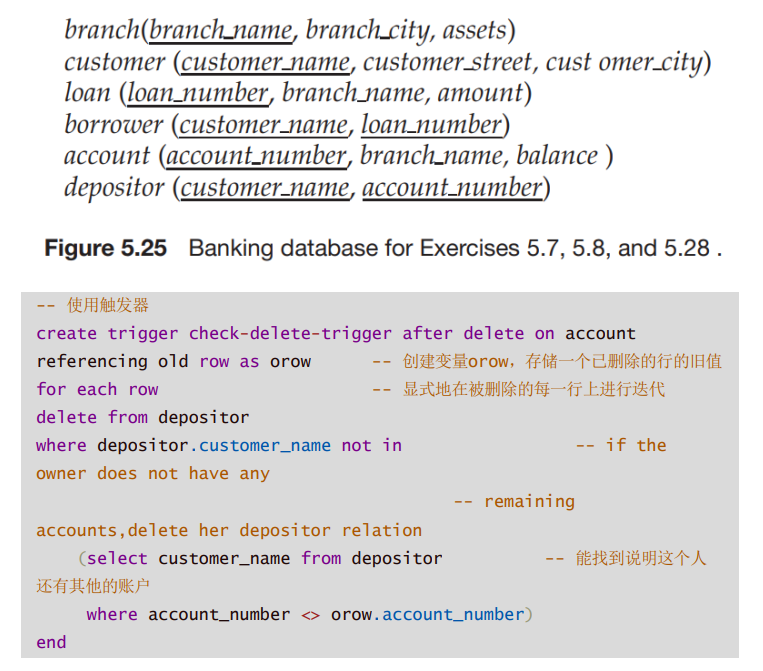 branch(branch_name, branch_city, assets)
customer (customer_name, customer_street, cust omer_city)
loan (loan_number, branch_name, amount)
borrower (customer_name, loan_number)
account (account_number, branch_name, balance )
depositor (customer_name, account_number)
Figure 5.25 Banking database for Exercises 5.7, 5.8, and 5.28 .
-- 使用触发器
create trigger check-delete-trigger after delete on account
referencing old row as orow -- 创建变量orow，存储一个已删除的行的旧值
for each row -- 显式地在被删除的每一行上进行迭代
delete from depositor
where depositor.customer_name not in -- if the
owner does not have any
-- remaining
accounts,delete her depositor relation
(select customer_name from depositor -- 能找到说明这个人
还有其他的账户
where account_number <> orow.account_number)
end